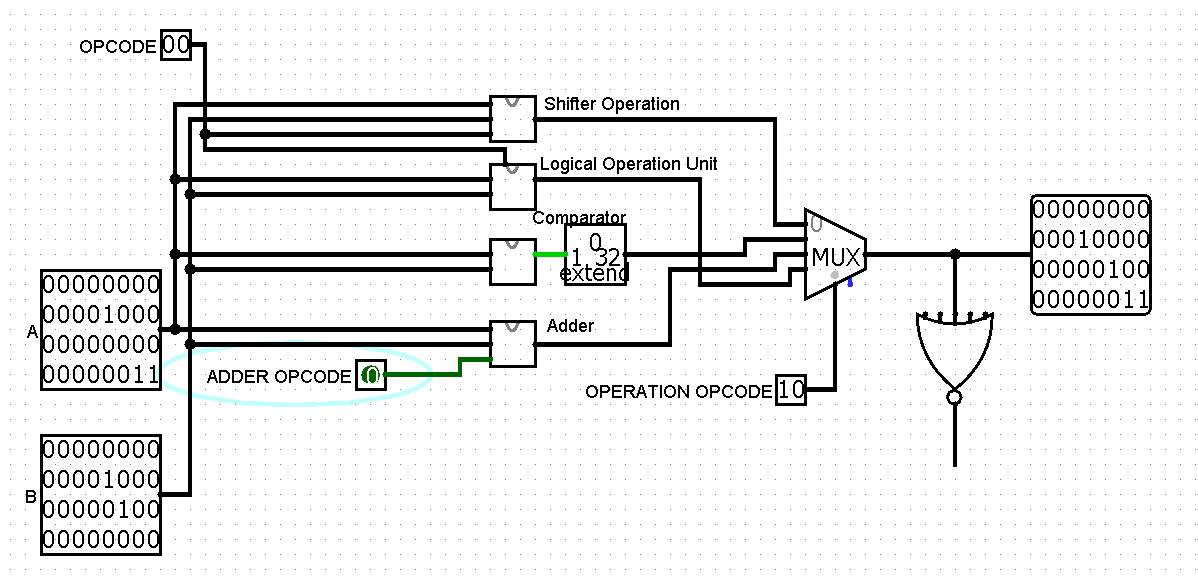 OPCODE 00
Shifter Operation
Logical Operation Unit
Comparator
0
1 32
extend
0
MUX
00000000
00010000
00000100
00000011
A
00000000
00001000
00000000
00000011
Adder
ADDER OPCODE 0
OPERATION OPCODE 10
B
00000000
00001000
00000100
00000000